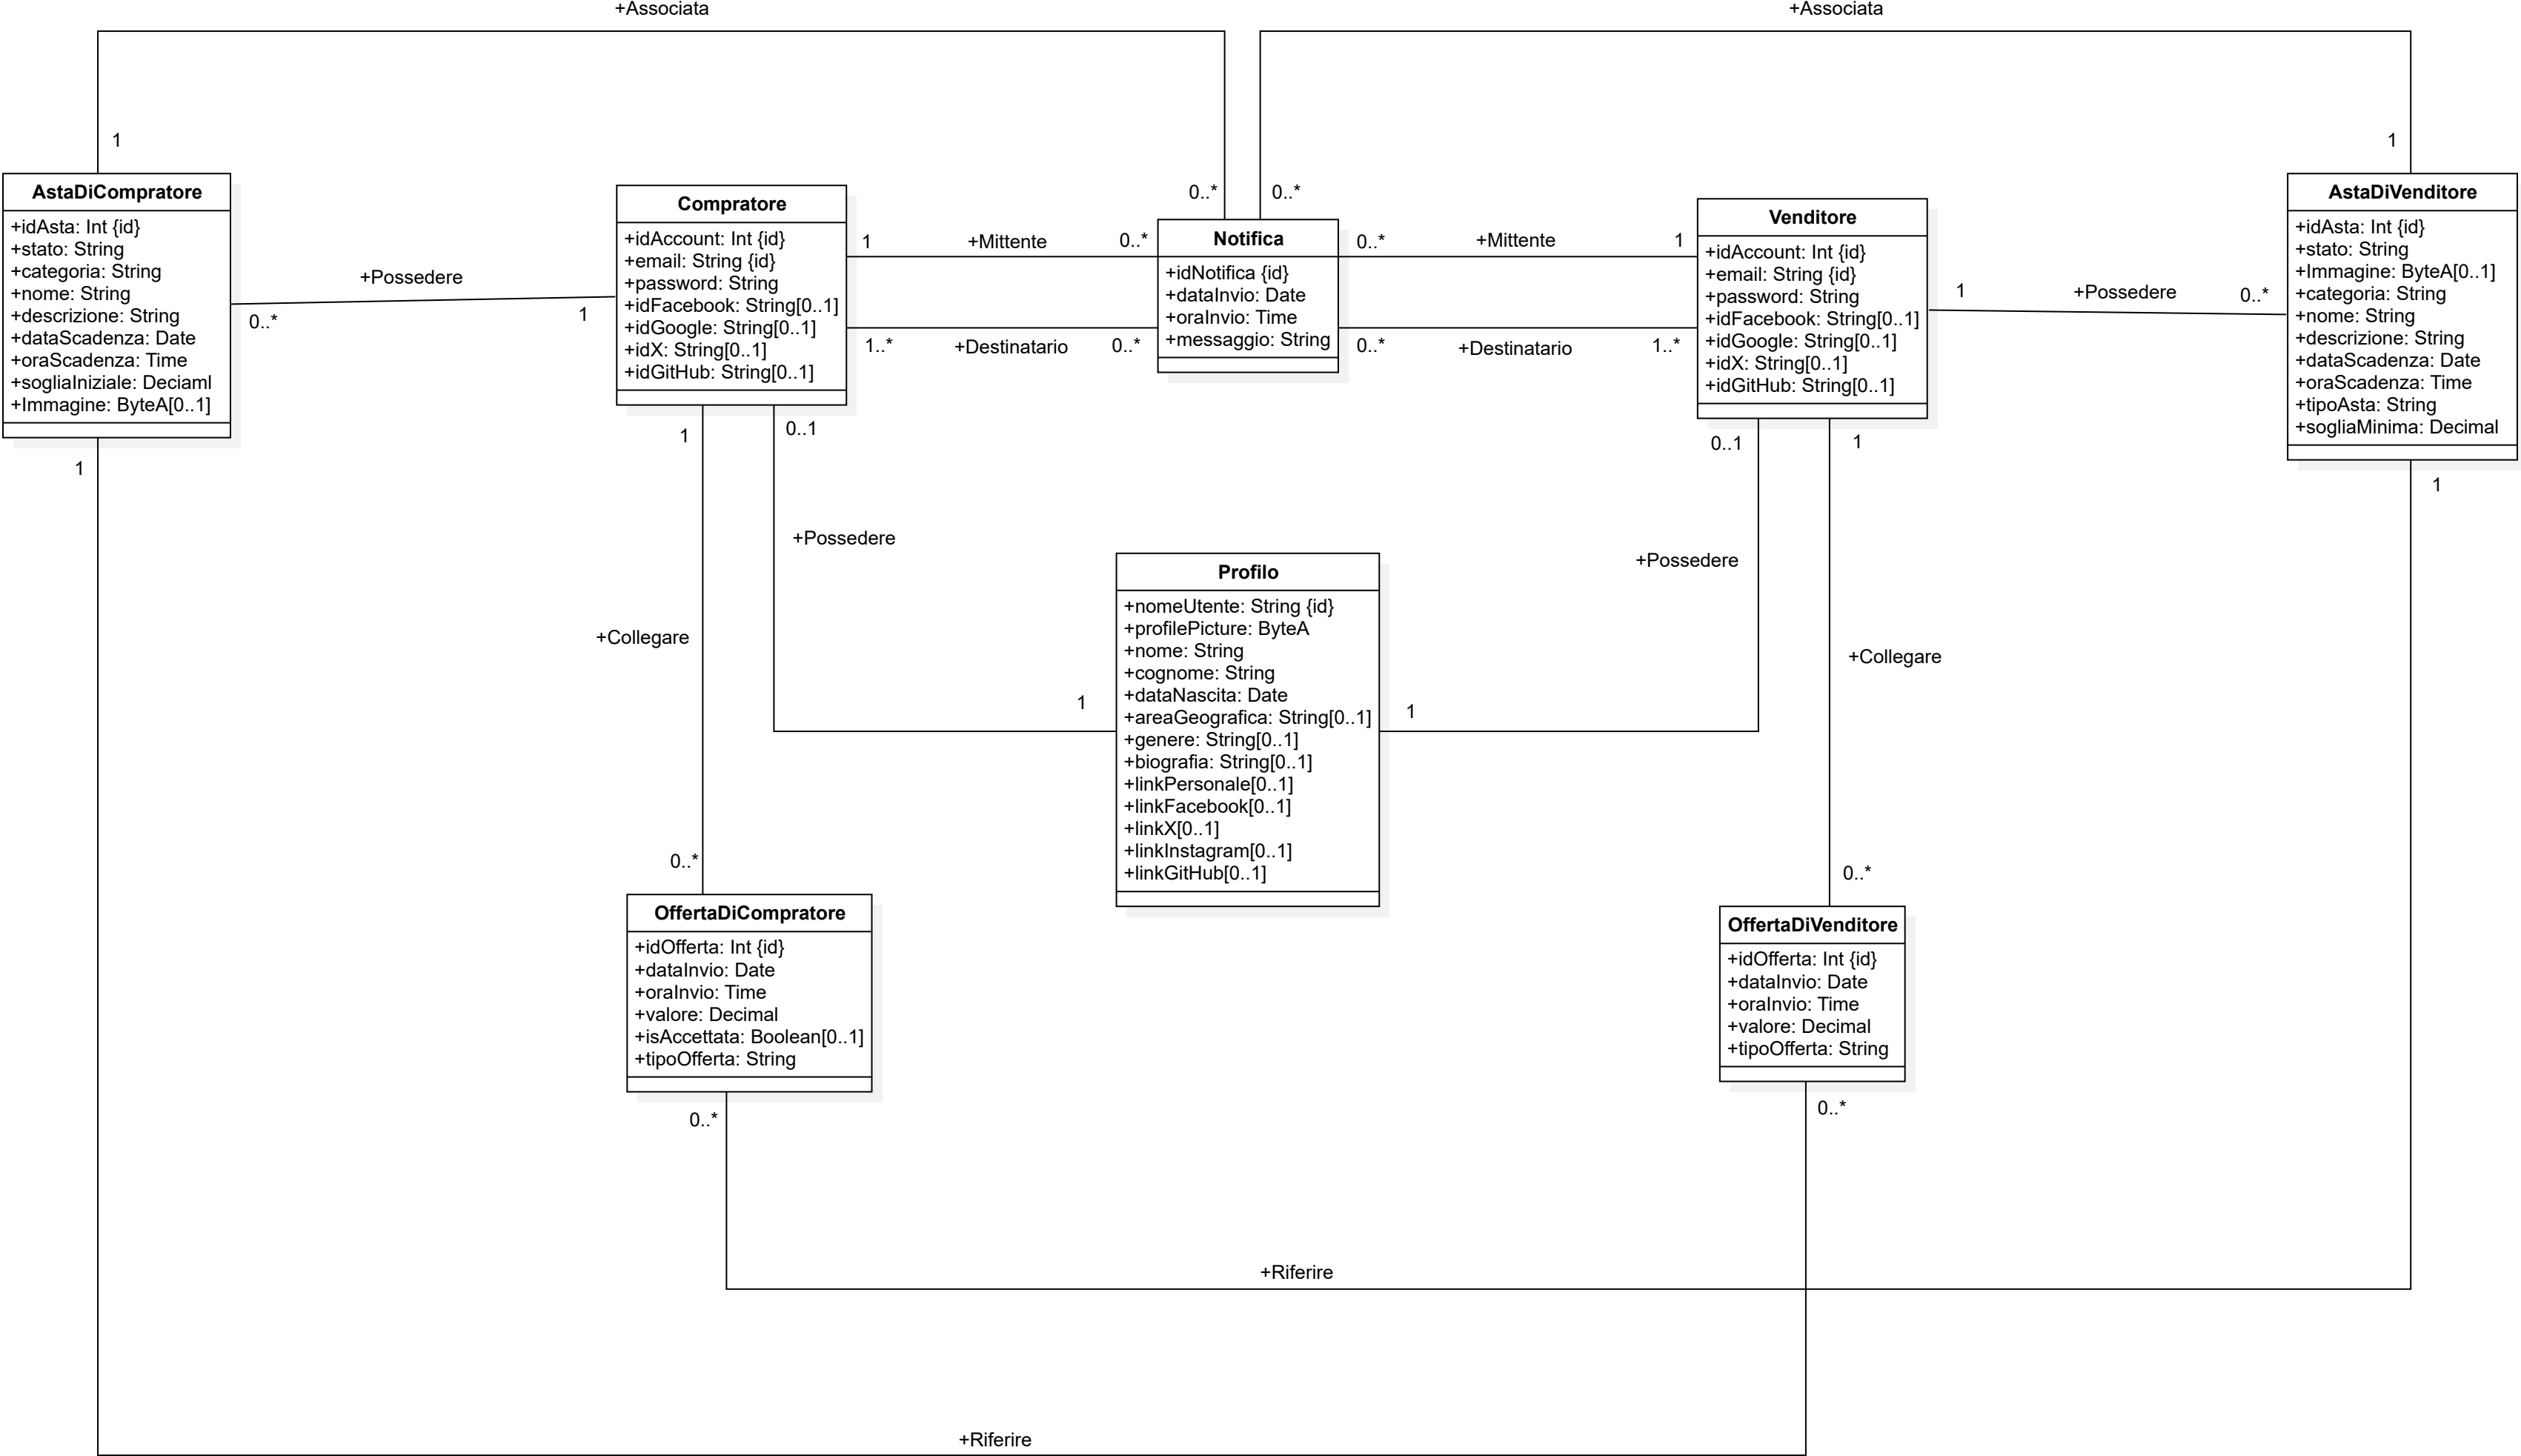 +Associata
+Associata
1
1
0..*
0..*
AstaDiCompratore
+idAsta: Int {id}
+stato: String
+categoria: String
+nome: String
+descrizione: String
+dataScadenza: Date
+oraScadenza: Time
+sogliaIniziale: Deciaml
+Immagine: ByteA[0..1]
+Possedere
0..*
1
Compratore
+idAccount: Int {id}
+email: String {id}
+password: String
+idFacebook: String[0..1]
+idGoogle: String[0..1]
+idX: String[0..1]
+idGitHub: String[0..1]
1
+Mittente
0..*
1..*
+Destinatario
0..*
Notifica
+idNotifica {id}
+dataInvio: Date
+oraInvio: Time
+messaggio: String
0..*
+Mittente
1
0..*
+Destinatario
1..*
Venditore
+idAccount: Int {id}
+email: String {id}
+password: String
+idFacebook: String[0..1]
+idGoogle: String[0..1]
+idX: String[0..1]
+idGitHub: String[0..1]
1
+Possedere
0..*
AstaDiVenditore
+idAsta: Int {id}
+stato: String
+Immagine: ByteA[0..1]
+categoria: String
+nome: String
+descrizione: String
+dataScadenza: Date
+oraScadenza: Time
+tipoAsta: String
+sogliaMinima: Decimal
1
1
0..1
0..1
1
1
+Possedere
+Possedere
+Collegare
+Collegare
1
1
Profilo
+nomeUtente: String {id}
+profilePicture: ByteA
+nome: String
+cognome: String
+dataNascita: Date
+areaGeografica: String[0..1]
+genere: String[0..1]
+biografia: String[0..1]
+linkPersonale[0..1]
+linkFacebook[0..1]
+linkX[0..1]
+linkInstagram[0..1]
+linkGitHub[0..1]
0..*
0..*
OffertaDiCompratore
+idOfferta: Int {id}
+dataInvio: Date
+oraInvio: Time
+valore: Decimal
+isAccettata: Boolean[0..1]
+tipoOfferta: String
OffertaDiVenditore
+idOfferta: Int {id}
+dataInvio: Date
+oraInvio: Time
+valore: Decimal
+tipoOfferta: String
0..*
0..*
+Riferire
+Riferire